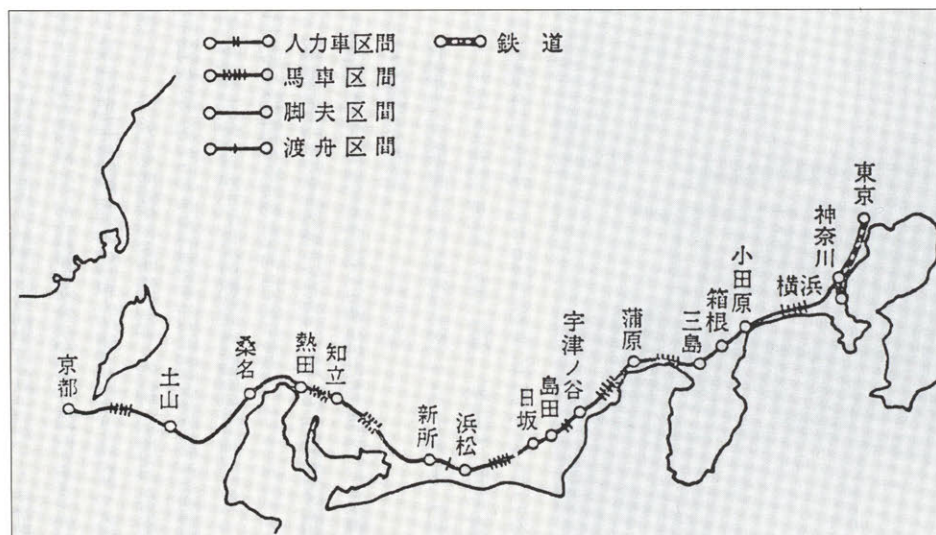 人力車区間
鉄道
馬車区間
脚夫区間
渡舟区間
東京
神奈川
横浜
小田原
箱根
三島
蒲原
宇津ノ谷
島田
日坂
浜松
新所
知立
熱田
桑名
土山
京都